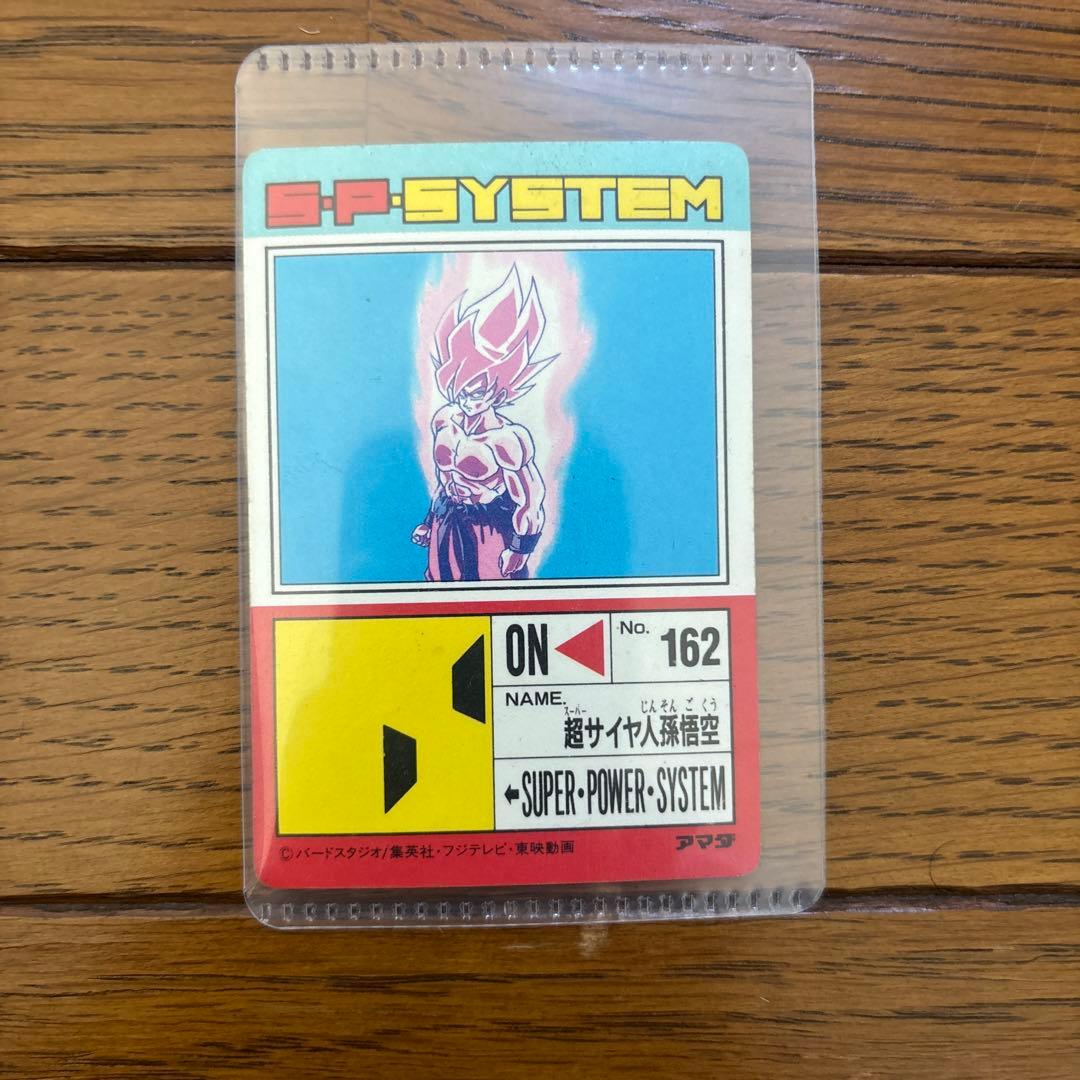 S·P·SYSTEM
ON
No. 162
NAME.
スーパー じんそん ご くう
超サイヤ人孫悟空
←SUPER·POWER·SYSTEM
©バードスタジオ/集英社・フジテレビ・東映動画
アマダ